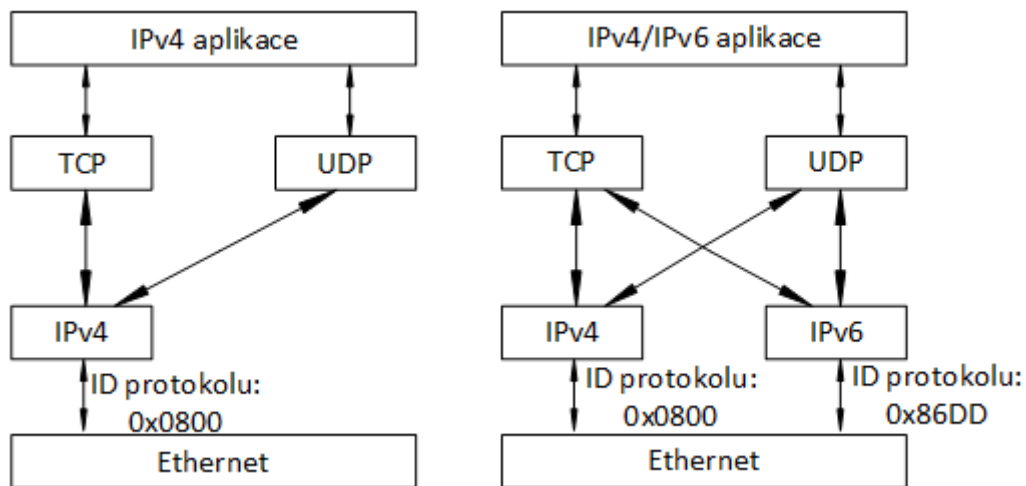 IPv4 aplikace
TCP
UDP
IPv4
ID protokolu:
0x0800
Ethernet
IPv4/IPv6 aplikace
TCP
UDP
IPv4
IPv6
ID protokolu:
0x0800
ID protokolu:
0x86DD
Ethernet